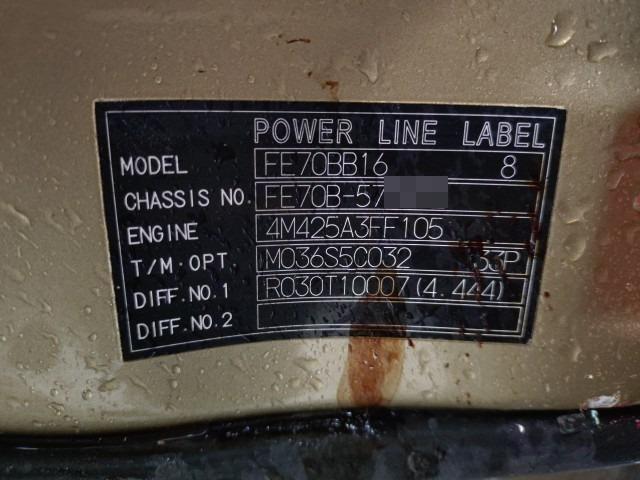 POWER LINE LABEL
MODEL FE70BB16 8
CHASSIS NO. FE70B-57
ENGINE 4M425A3FF105
T/M.OPT. M036S5C032 33P
DIFF.NO.1 R030T10007(4.444)
DIFF.NO.2